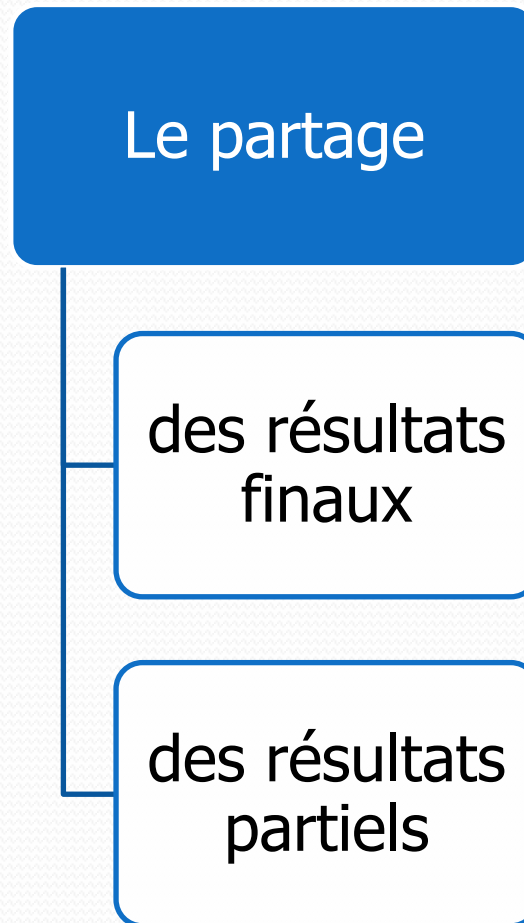 Le partage
des résultats
finaux
des résultats
partiels